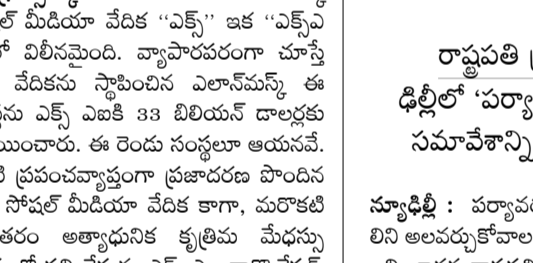 ల్ మీడియా వేదిక “ఎక్స్” ఇక “ఎక్స్ఎ
లో విలీనమైంది. వ్యాపారపరంగా చూస్తే
వేదికను స్థాపించిన ఎలాన్‌మస్క్ ఈ
ను ఎక్స్ ఎఐకి 33 బిలియన్ డాలర్లకు
యించారు. ఈ రెండు సంస్థలూ ఆయనవే.
ప్రపంచవ్యాప్తంగా ప్రజాదరణ పొందిన
సోషల్ మీడియా వేదిక కాగా, మరొకటి
తరం అత్యాధునిక కృత్రిమ మేధస్సు
రాష్ట్రపతి
ఢిల్లీలో ‘పర్యా
సమావేశాన్ని
న్యూఢిల్లీ : పర్యావ
లిని అలవర్చుకోవాల